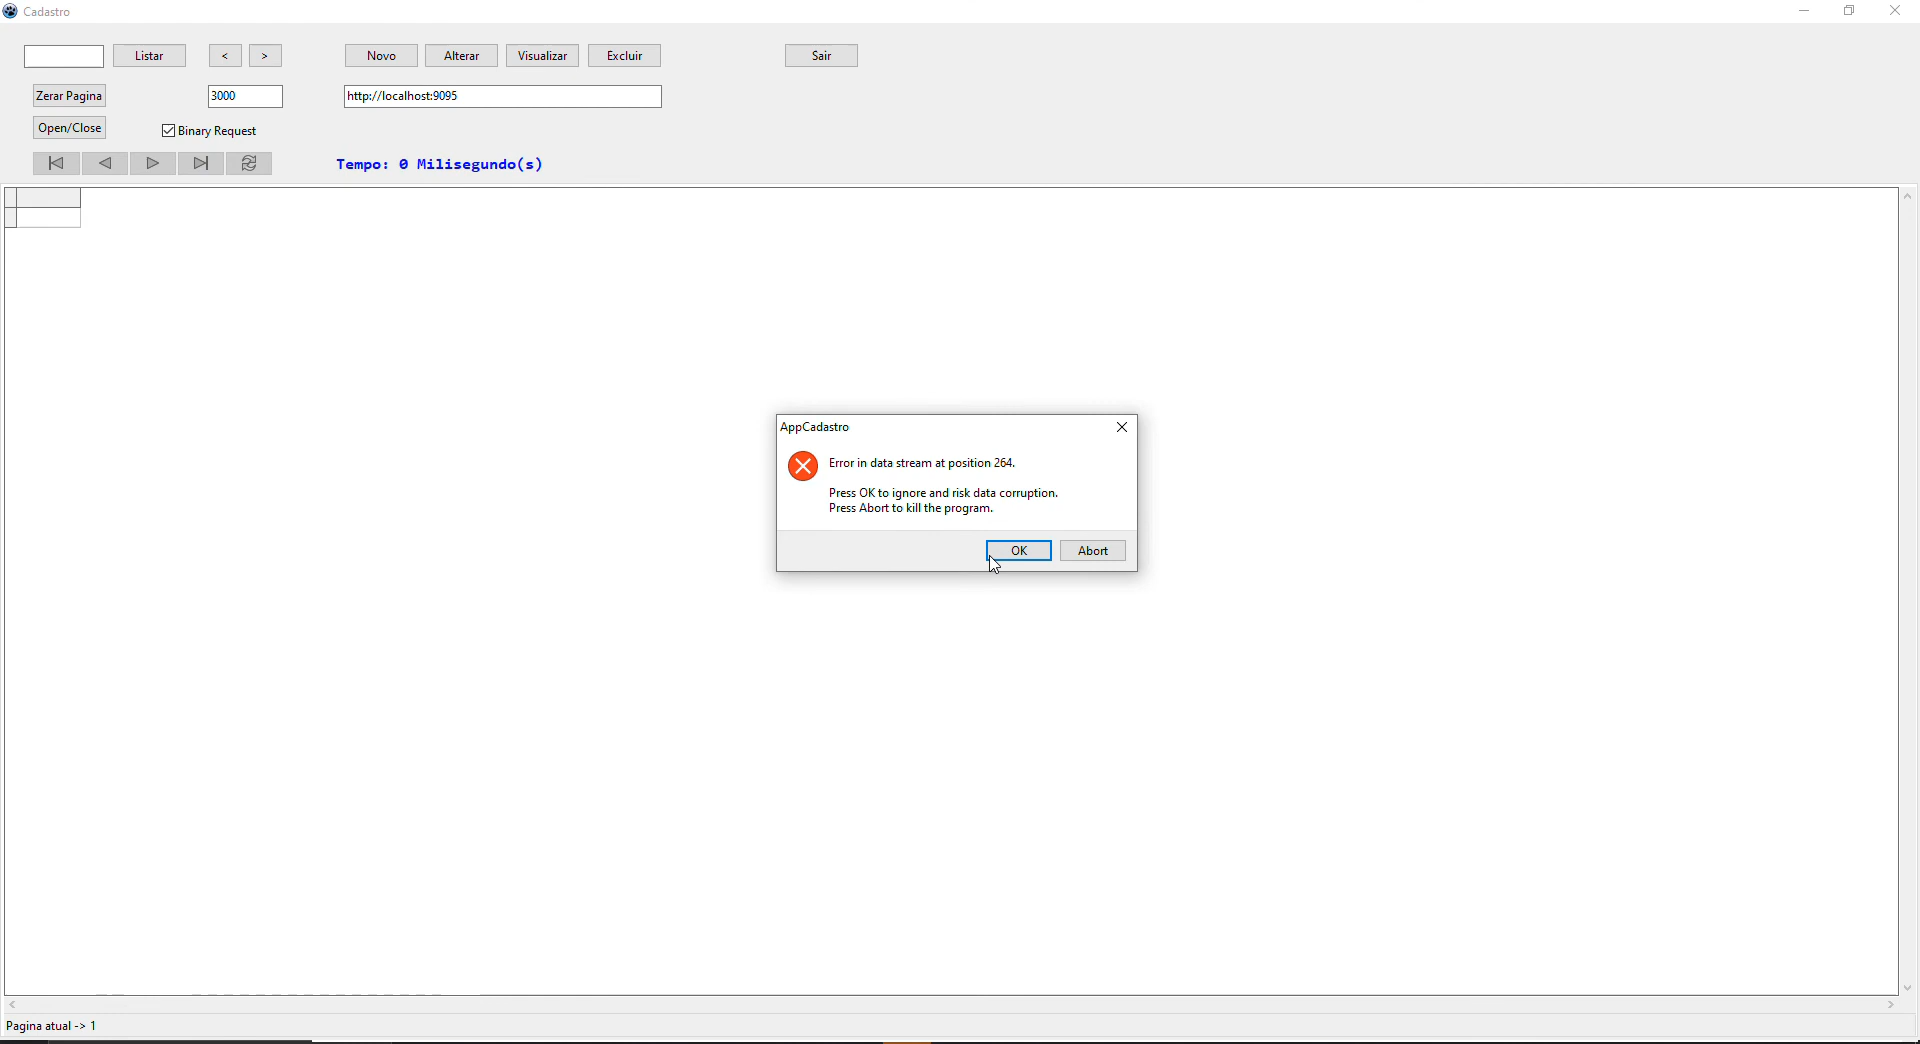 Cadastro
Listar < > Novo Alterar Visualizar Excluir Sair
Zerar Pagina 3000 http://localhost:9095
Open/Close Binary Request
Tempo: 0 Milisegundo(s)
AppCadastro
Error in data stream at position 264.
Press OK to ignore and risk data corruption.
Press Abort to kill the program.
OK Abort
Pagina atual -> 1